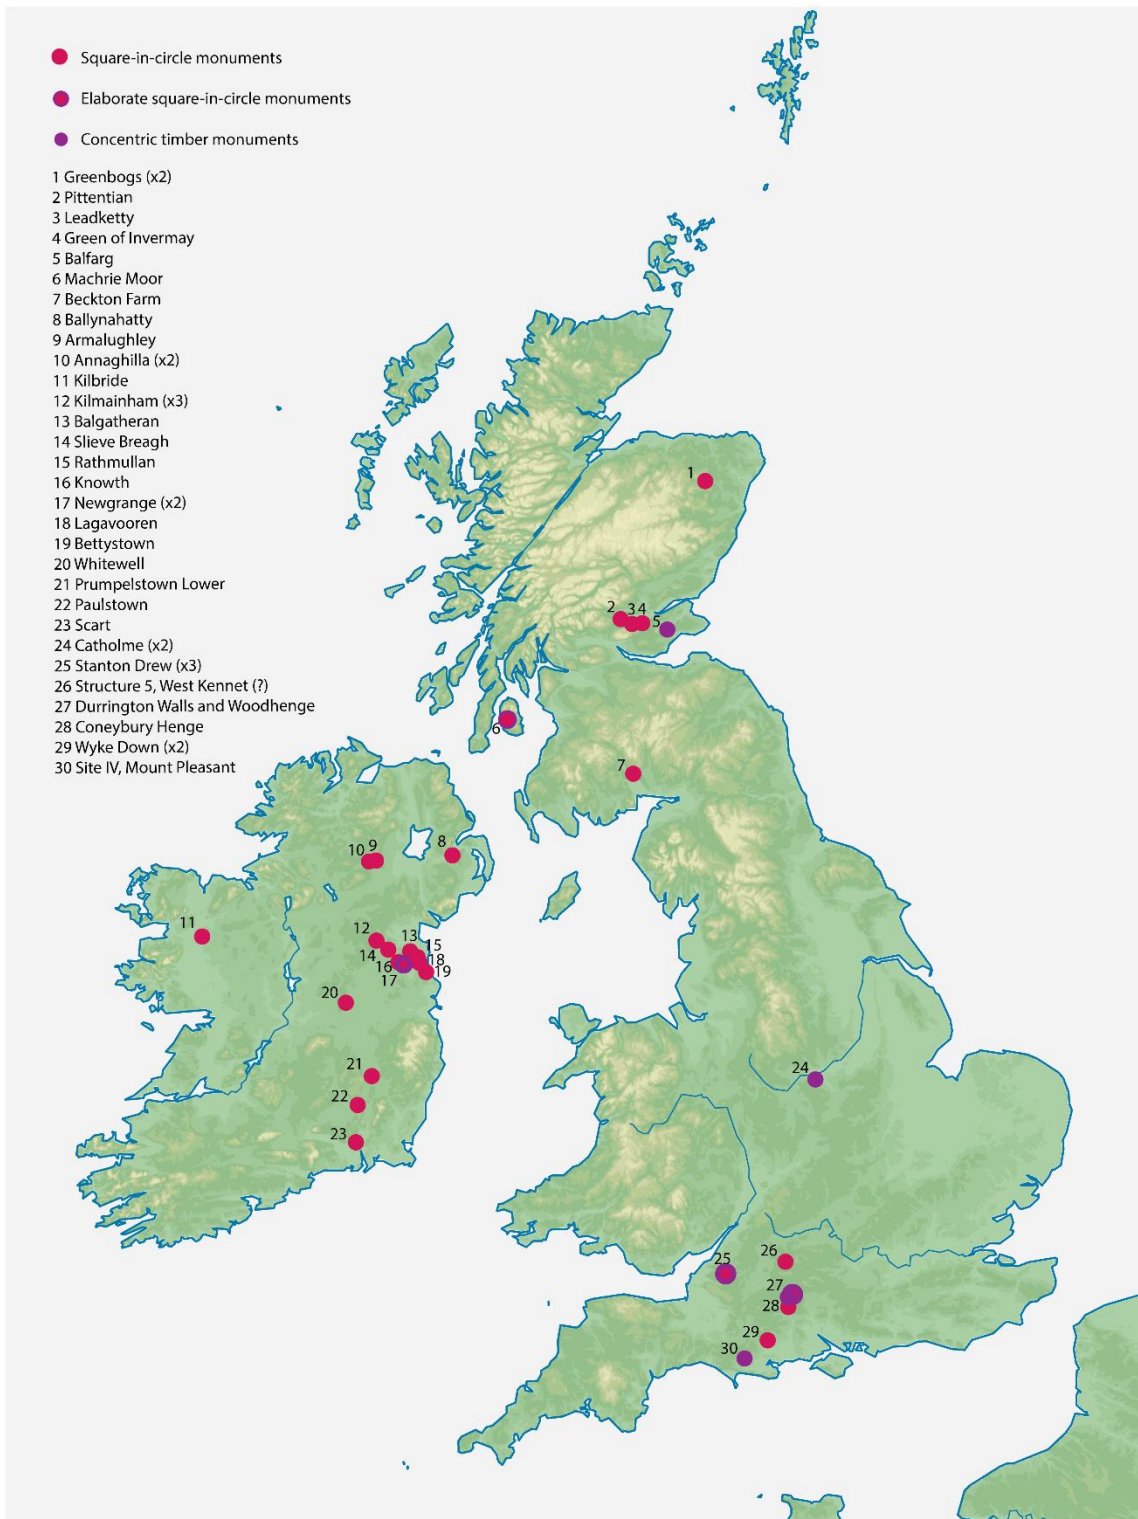 Square-in-circle monuments
Elaborate square-in-circle monuments
Concentric timber monuments
1 Greenbogs (x2)
2 Pittentian
3 Leadketty
4 Green of Invermay
5 Balfarg
6 Machrie Moor
7 Beckton Farm
8 Ballynahatty
9 Armalughley
10 Annaghilla (x2)
11 Kilbride
12 Kilmainham (x3)
13 Balgatheran
14 Slieve Breagh
15 Rathmullan
16 Knowth
17 Newgrange (x2)
18 Lagavooren
19 Bettystown
20 Whitewell
21 Prumpelstown Lower
22 Paulstown
23 Scart
24 Catholme (x2)
25 Stanton Drew (x3)
26 Structure 5, West Kennet (?)
27 Durrington Walls and Woodhenge
28 Coneybury Henge
29 Wyke Down (x2)
30 Site IV, Mount Pleasant
1
2
3
4
5
6
7
8
9
10
11
12
13
14
15
16
17
18
19
20
21
22
23
24
25
26
27
28
29
30